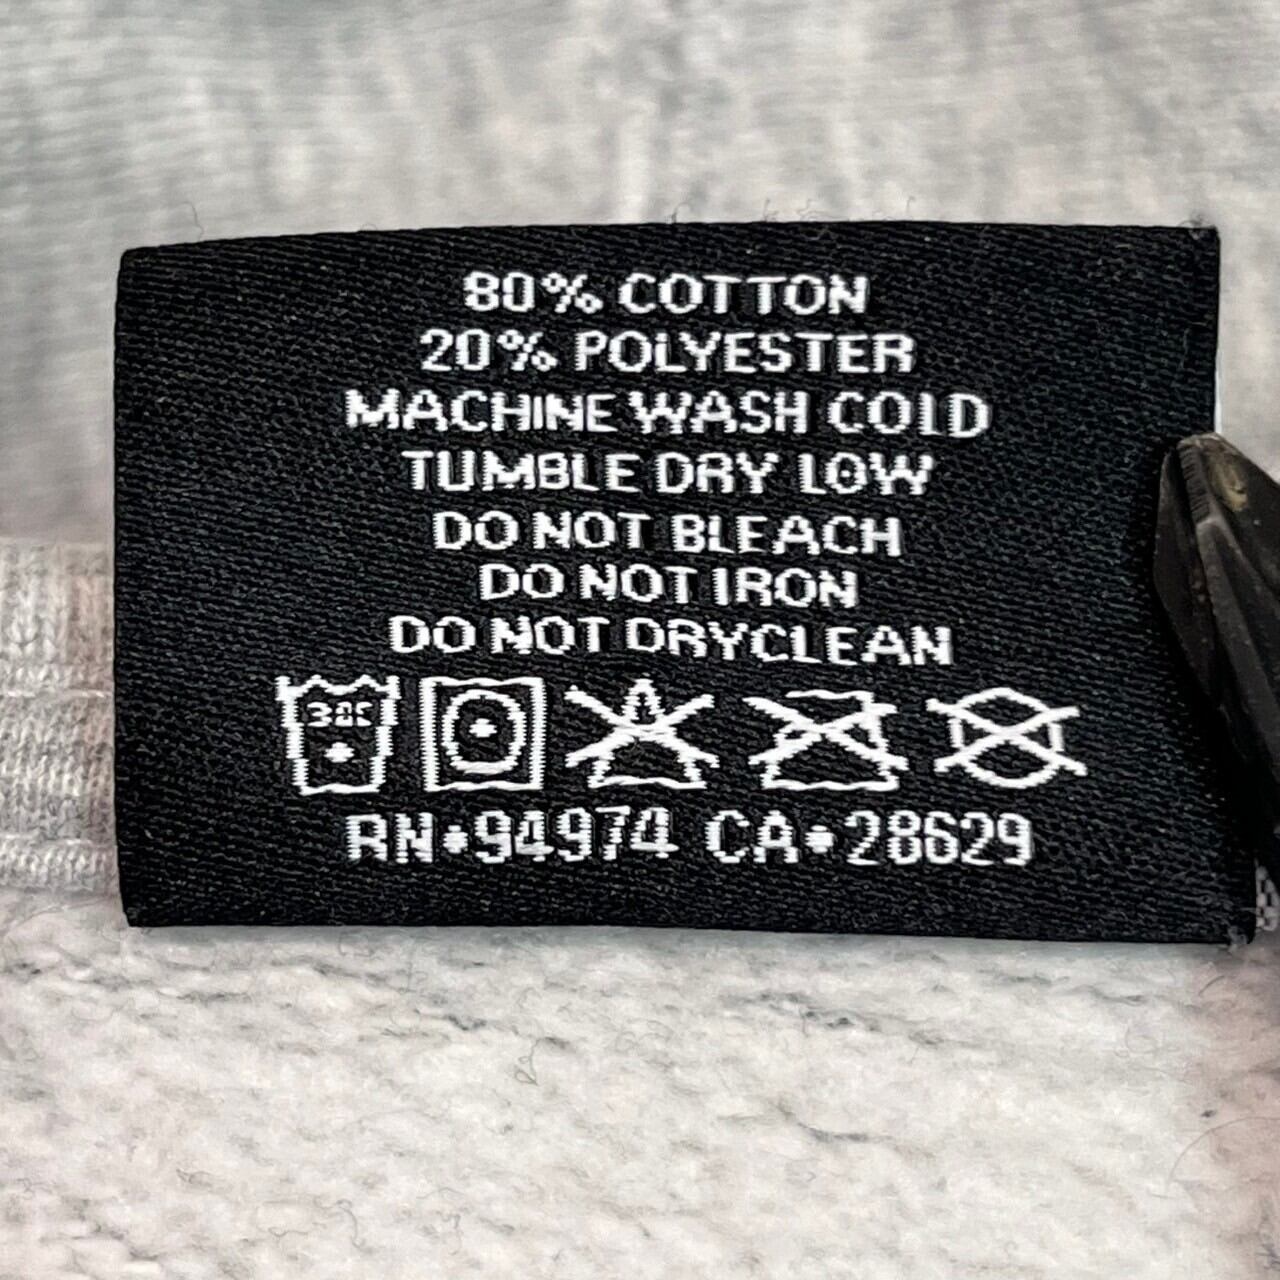 80% COTTON
20% POLYESTER
MACHINE WASH COLD
TUMBLE DRY LOW
DO NOT BLEACH
DO NOT IRON
DO NOT DRYCLEAN
RN•94974 CA•28629